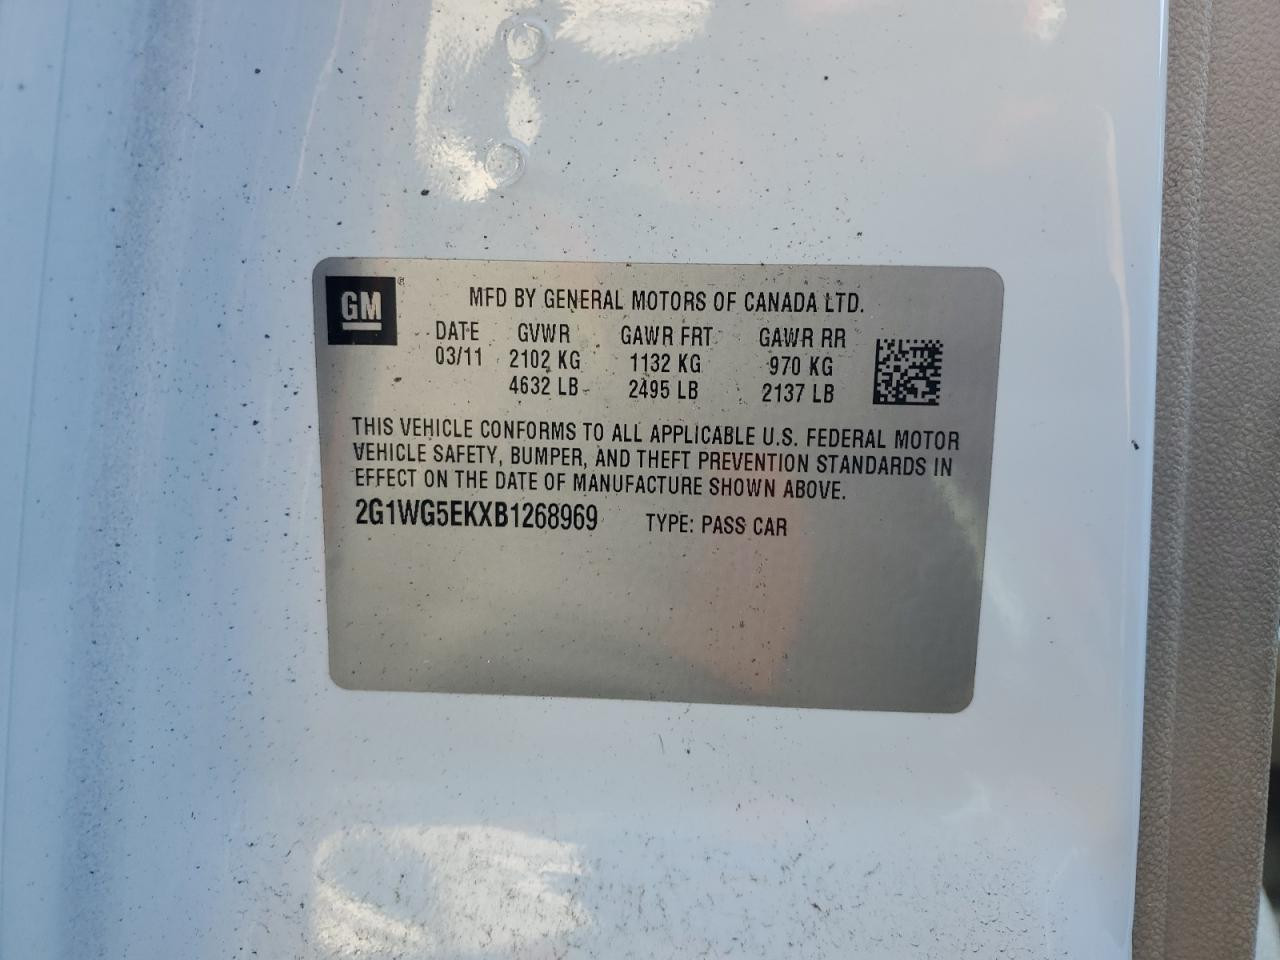 GM
MFD BY GENERAL MOTORS OF CANADA LTD.
DATE GVWR GAWR FRT GAWR RR
03/11 2102 KG 1132 KG 970 KG
4632 LB 2495 LB 2137 LB
THIS VEHICLE CONFORMS TO ALL APPLICABLE U.S. FEDERAL MOTOR
VEHICLE SAFETY, BUMPER, AND THEFT PREVENTION STANDARDS IN
EFFECT ON THE DATE OF MANUFACTURE SHOWN ABOVE.
2G1WG5EKXB1268969 TYPE: PASS CAR